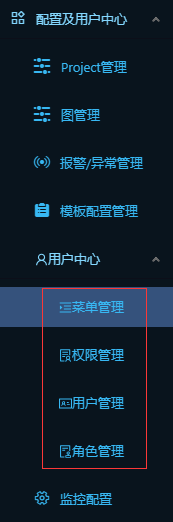 配置及用户中心
Project管理
图管理
报警/异常管理
模板配置管理
用户中心
菜单管理
权限管理
用户管理
角色管理
监控配置